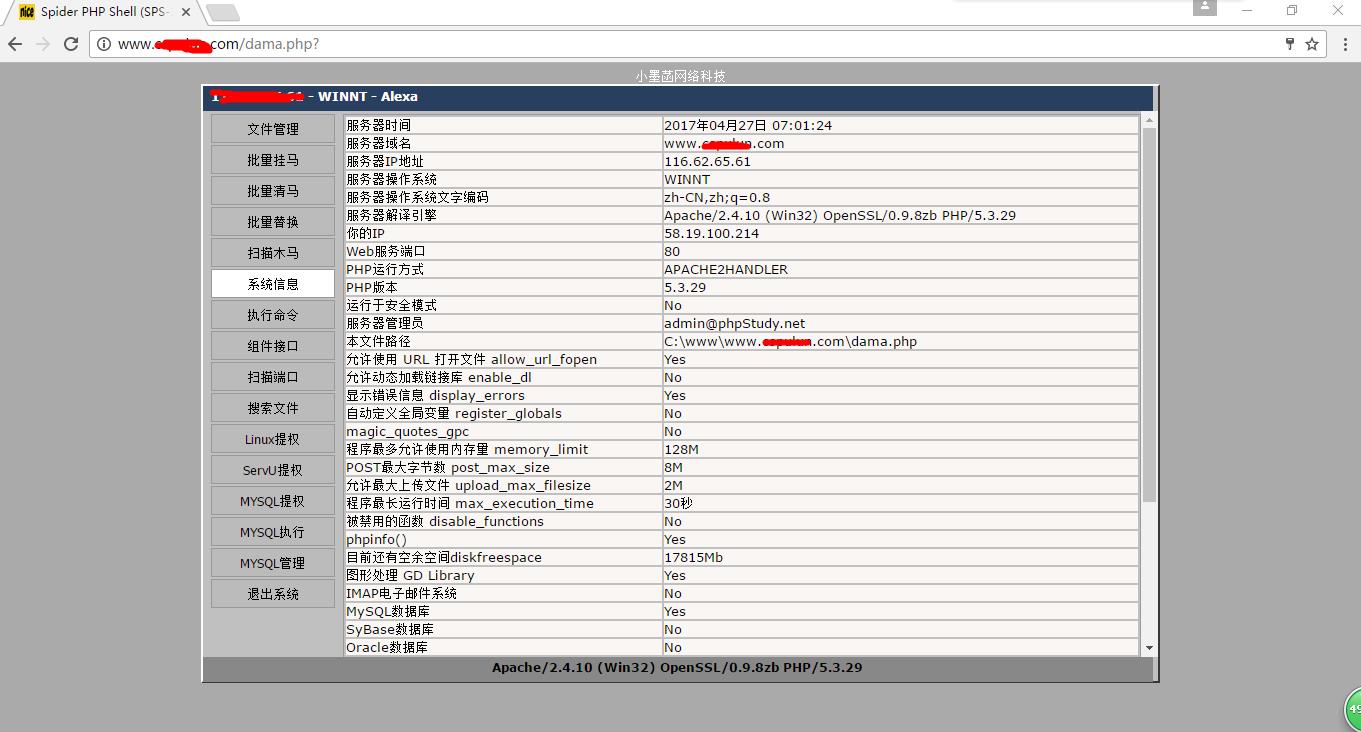 nice Spider PHP Shell (SPS-
www. com/dama.php?
小墨菡网络科技
- WINNT - Alexa
文件管理
批量挂马
批量清马
批量替换
扫描木马
系统信息
执行命令
组件接口
扫描端口
搜索文件
Linux提权
ServU提权
MYSQL提权
MYSQL执行
MYSQL管理
退出系统
服务器时间 2017年04月27日 07:01:24
服务器域名 www. .com
服务器IP地址 116.62.65.61
服务器操作系统 WINNT
服务器操作系统文字编码 zh-CN,zh;q=0.8
服务器解译引擎 Apache/2.4.10 (Win32) OpenSSL/0.9.8zb PHP/5.3.29
你的IP 58.19.100.214
Web服务端口 80
PHP运行方式 APACHE2HANDLER
PHP版本 5.3.29
运行于安全模式 No
服务器管理员 admin@phpStudy.net
本文件路径 C:\www\www. .com\dama.php
允许使用 URL 打开文件 allow_url_fopen Yes
允许动态加载链接库 enable_dl No
显示错误信息 display_errors Yes
自动定义全局变量 register_globals No
magic_quotes_gpc No
程序最多允许使用内存量 memory_limit 128M
POST最大字节数 post_max_size 8M
允许最大上传文件 upload_max_filesize 2M
程序最长运行时间 max_execution_time 30秒
被禁用的函数 disable_functions No
phpinfo() Yes
目前还有空余空间diskfreespace 17815Mb
图形处理 GD Library Yes
IMAP电子邮件系统 No
MySQL数据库 Yes
SyBase数据库 No
Oracle数据库 No
Apache/2.4.10 (Win32) OpenSSL/0.9.8zb PHP/5.3.29